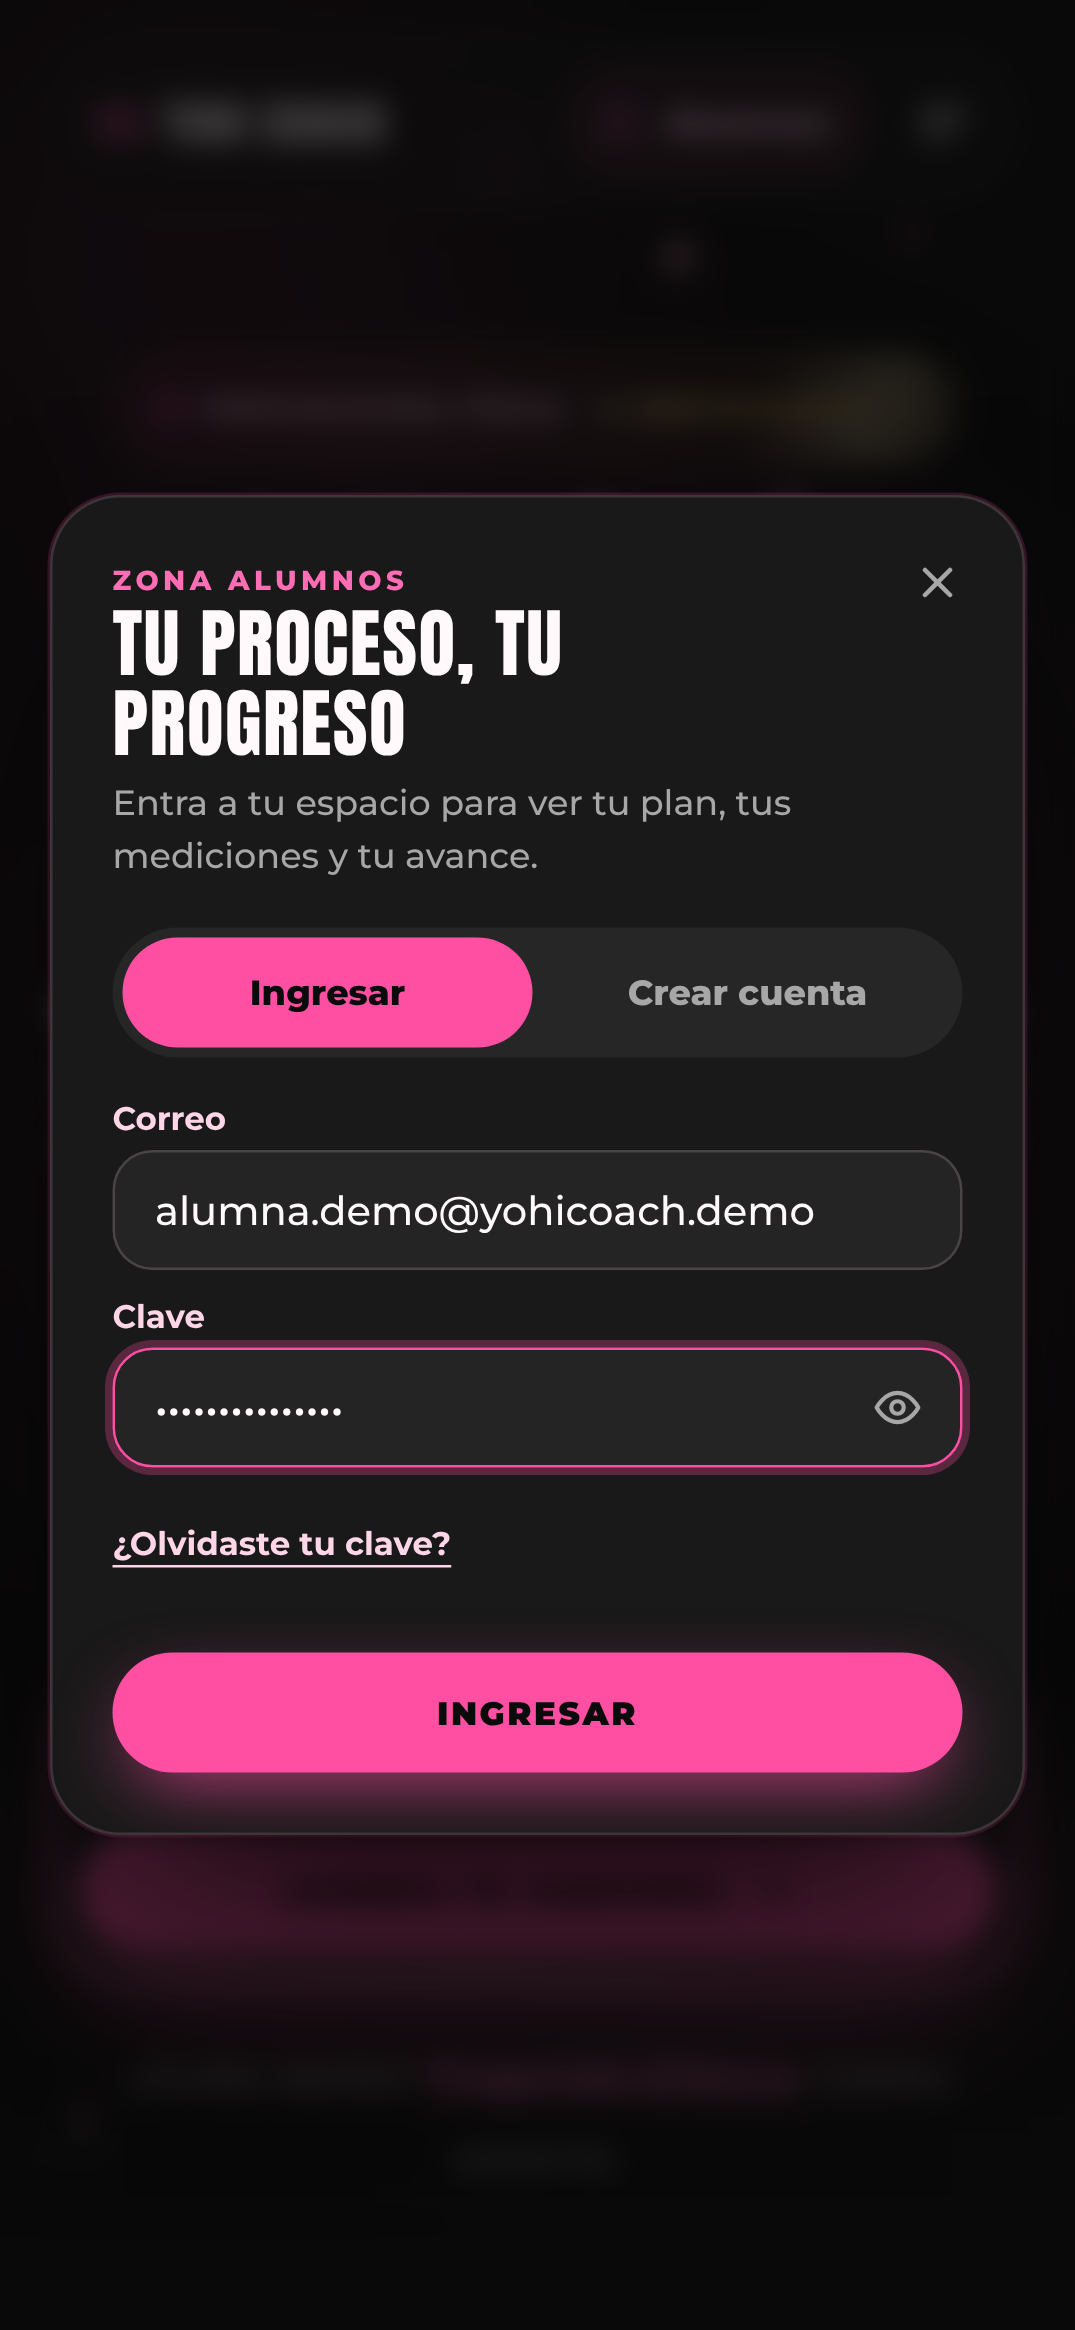 ZONA ALUMNOS
TU PROCESO, TU
PROGRESO
Entra a tu espacio para ver tu plan, tus
mediciones y tu avance.
Ingresar
Crear cuenta
Correo
alumna.demo@yohicoach.demo
Clave
•••••••••••••••
¿Olvidaste tu clave?
INGRESAR